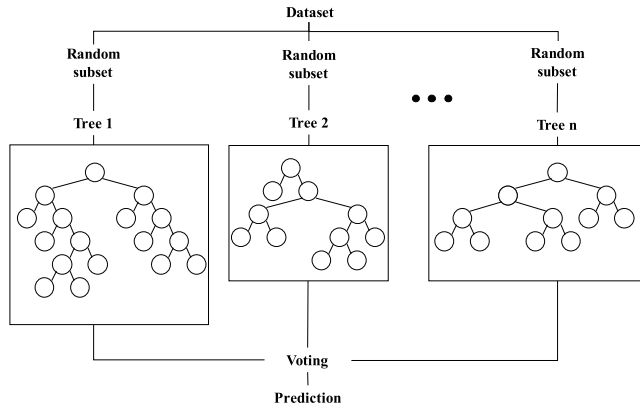 Dataset
Random
subset
Random
subset
Random
subset
Tree 1
Tree 2
Tree n
Voting
Prediction